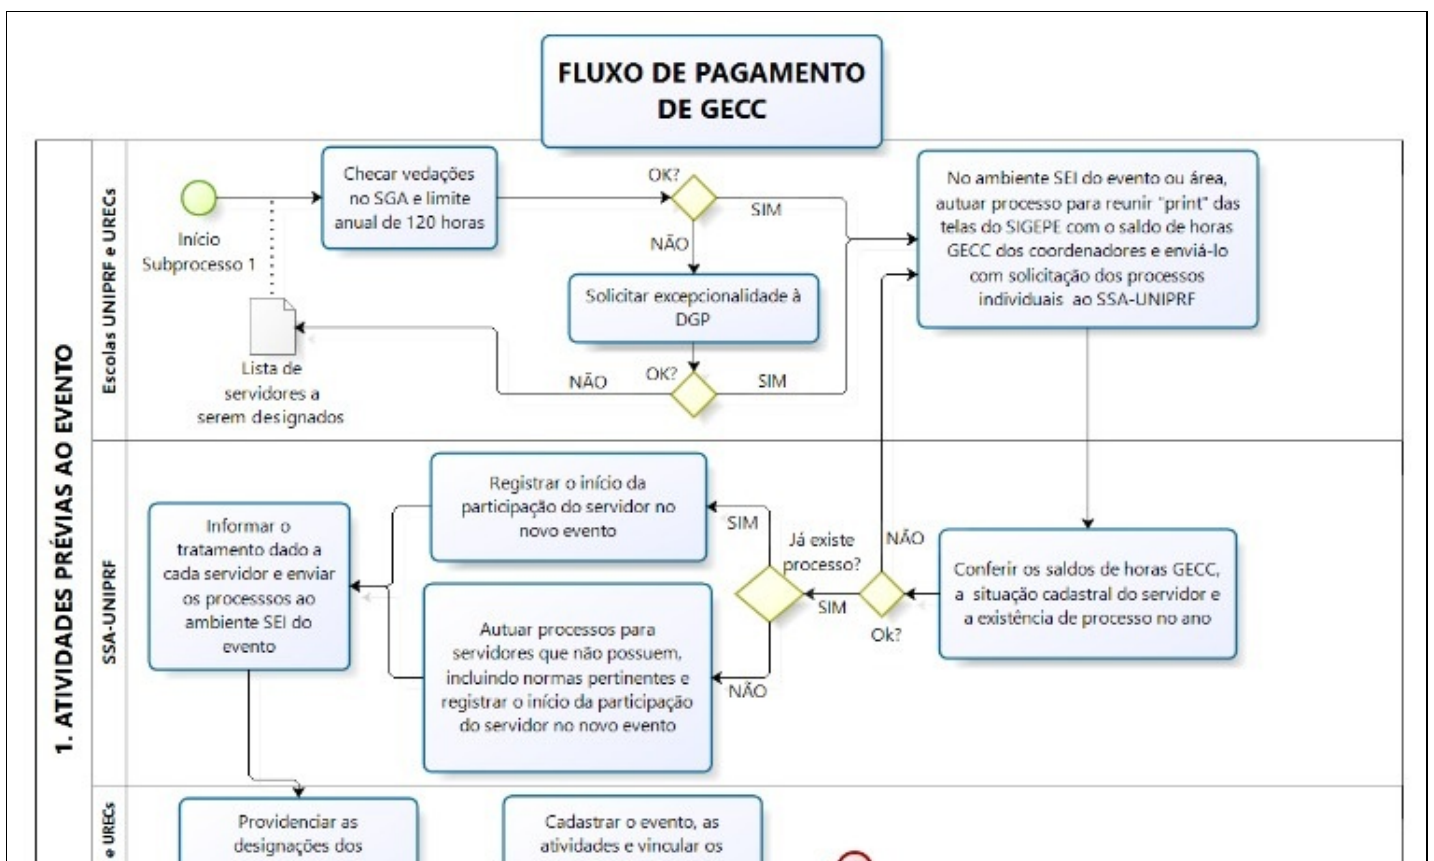 FLUXO DE PAGAMENTO
DE GECC
1. ATIVIDADES PRÉVIAS AO EVENTO
Escolas UNIPRF e URECs
Início
Subprocesso 1
Checar vedações
no SGA e limite
anual de 120 horas
OK?
SIM
NÃO
Solicitar excepcionalidade à
DGP
OK?
NÃO
SIM
Lista de
servidores a
serem designados
No ambiente SEI do evento ou área,
autuar processo para reunir "print" das
telas do SIGEPE com o saldo de horas
GECC dos coordenadores e enviá-lo
com solicitação dos processos
individuais ao SSA-UNIPRF
SSA-UNIPRF
Conferir os saldos de horas GECC,
a situação cadastral do servidor e
a existência de processo no ano
NÃO
Ok?
SIM
Já existe
processo?
SIM
NÃO
Registrar o início da
participação do servidor no
novo evento
Autuar processos para
servidores que não possuem,
incluindo normas pertinentes e
registrar o início da participação
do servidor no novo evento
Informar o
tratamento dado a
cada servidor e enviar
os processsos ao
ambiente SEI do
evento
e URECs
Providenciar as
designações dos
Cadastrar o evento, as
atividades e vincular os